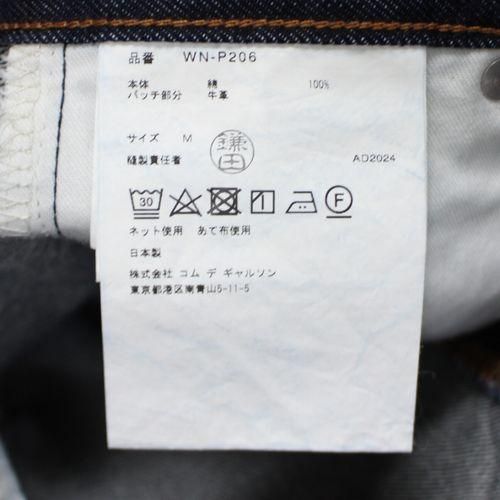 品番 WN-P206
本体 綿 100%
パッチ部分 牛革
サイズ M
縫製責任者 鎌田 AD2024
30 F
ネット使用 あて布使用
日本製
株式会社 コム デ ギャルソン
東京都港区南青山5-11-5